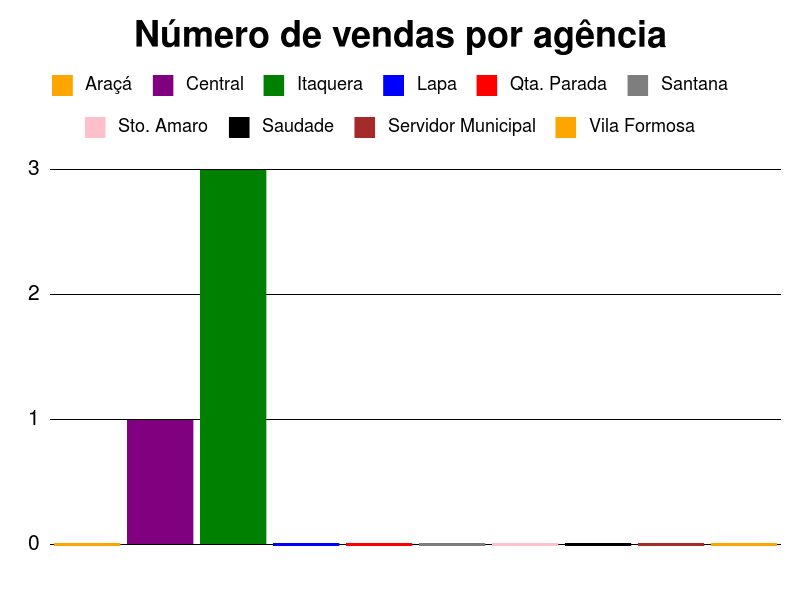 Número de vendas por agência
Araçá Central Itaquera Lapa Qta. Parada Santana
Sto. Amaro Saudade Servidor Municipal Vila Formosa
3
2
1
0